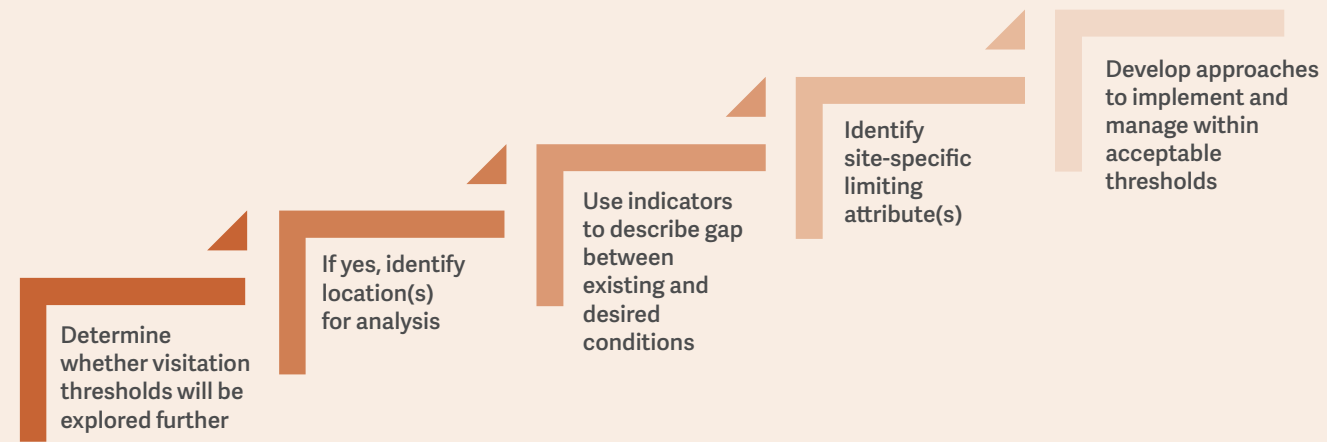 Determine
whether visitation
thresholds will be
explored further
If yes, identify
location(s)
for analysis
Use indicators
to describe gap
between
existing and
desired
conditions
Identify
site-specific
limiting
attribute(s)
Develop approaches
to implement and
manage within
acceptable
thresholds